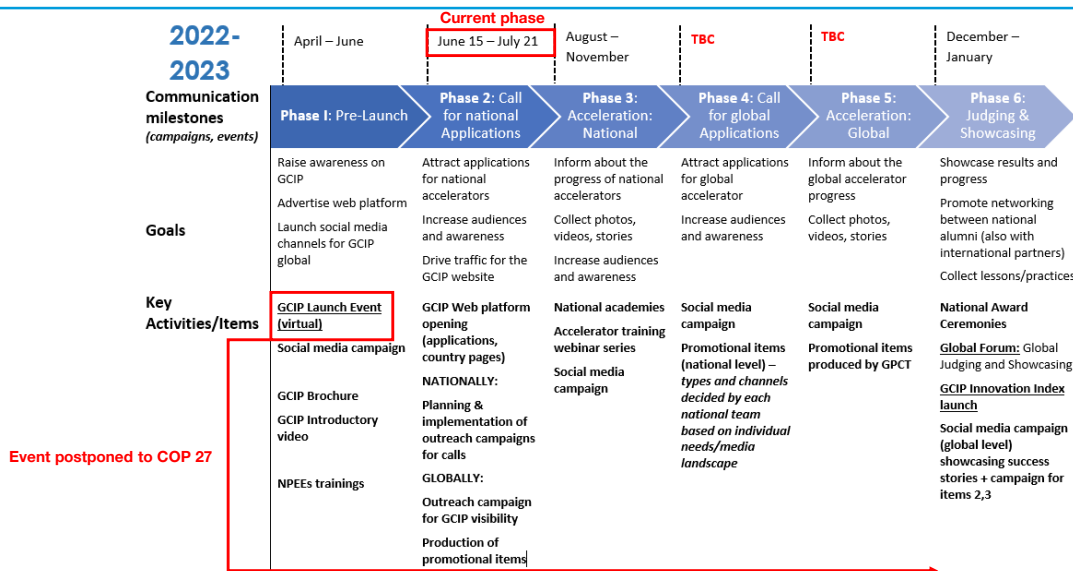 Current phase
2022-
2023
April – June
June 15 – July 21
August –
November
TBC
TBC
December –
January
Communication
milestones
(campaigns, events)
Phase I: Pre-Launch
Phase 2: Call
for national
Applications
Phase 3:
Acceleration:
National
Phase 4: Call
for global
Applications
Phase 5:
Acceleration:
Global
Phase 6:
Judging &
Showcasing
Goals
Raise awareness on
GCIP
Advertise web platform
Launch social media
channels for GCIP
global
Attract applications
for national
accelerators
Increase audiences
and awareness
Drive traffic for the
GCIP website
Inform about the
progress of national
accelerators
Collect photos,
videos, stories
Increase audiences
and awareness
Attract applications
for global
accelerator
Increase audiences
and awareness
Inform about the
global accelerator
progress
Collect photos,
videos, stories
Showcase results and
progress
Promote networking
between national
alumni (also with
international partners)
Collect lessons/practices
Key
Activities/Items
GCIP Launch Event
(virtual)
Social media campaign
GCIP Brochure
GCIP Introductory
video
NPEEs trainings
GCIP Web platform
opening
(applications,
country pages)
NATIONALLY:
Planning &
implementation of
outreach campaigns
for calls
GLOBALLY:
Outreach campaign
for GCIP visibility
Production of
promotional items
National academies
Accelerator training
webinar series
Social media
campaign
Social media
campaign
Promotional items
(national level) –
types and channels
decided by each
national team
based on individual
needs/media
landscape
Social media
campaign
Promotional items
produced by GPCT
National Award
Ceremonies
Global Forum: Global
Judging and Showcasing
GCIP Innovation Index
launch
Social media campaign
(global level)
showcasing success
stories + campaign for
items 2,3
Event postponed to COP 27